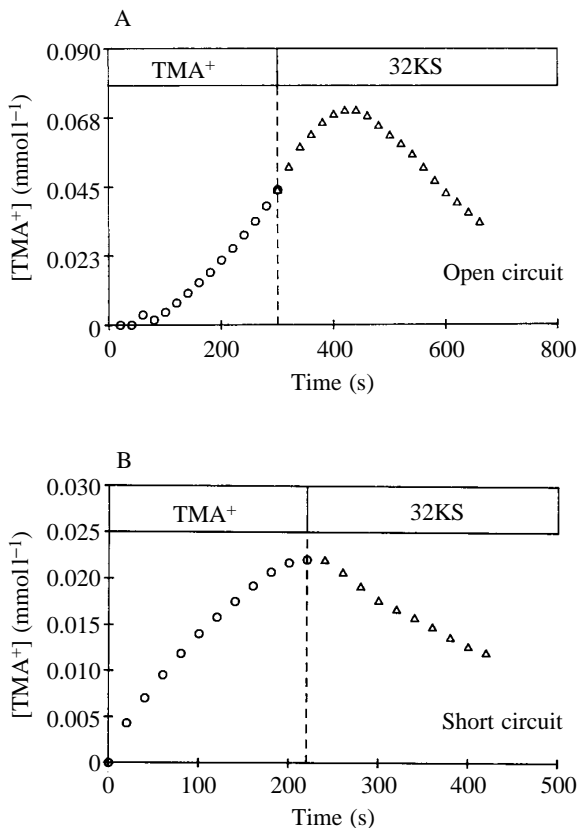 A
0.090
TMA⁺ 32KS
0.068
0.045
0.023
0
[TMA⁺] (mmol l⁻¹)
Open circuit
0 200 400 600 800
Time (s)
B
0.030
TMA⁺ 32KS
0.025
0.020
0.015
0.010
0.005
0
[TMA⁺] (mmol l⁻¹)
Short circuit
0 100 200 300 400 500
Time (s)